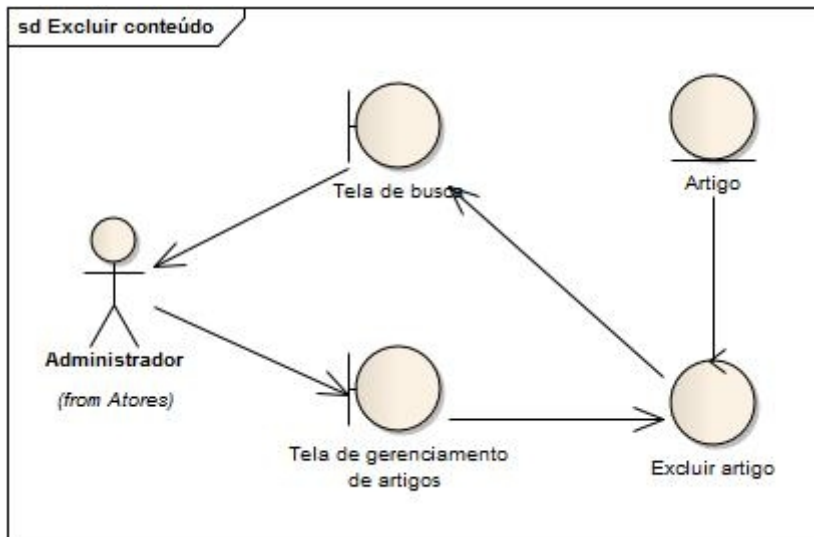 sd Excluir conteúdo
Tela de busca
Artigo
Administrador
(from Atores)
Tela de gerenciamento
de artigos
Excluir artigo